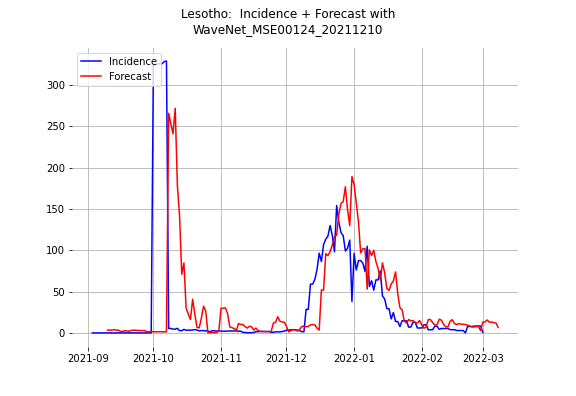 Lesotho:  Incidence + Forecast with
WaveNet_MSE00124_20211210
Incidence
Forecast
300
250
200
150
100
50
0
2021-09 2021-10 2021-11 2021-12 2022-01 2022-02 2022-03